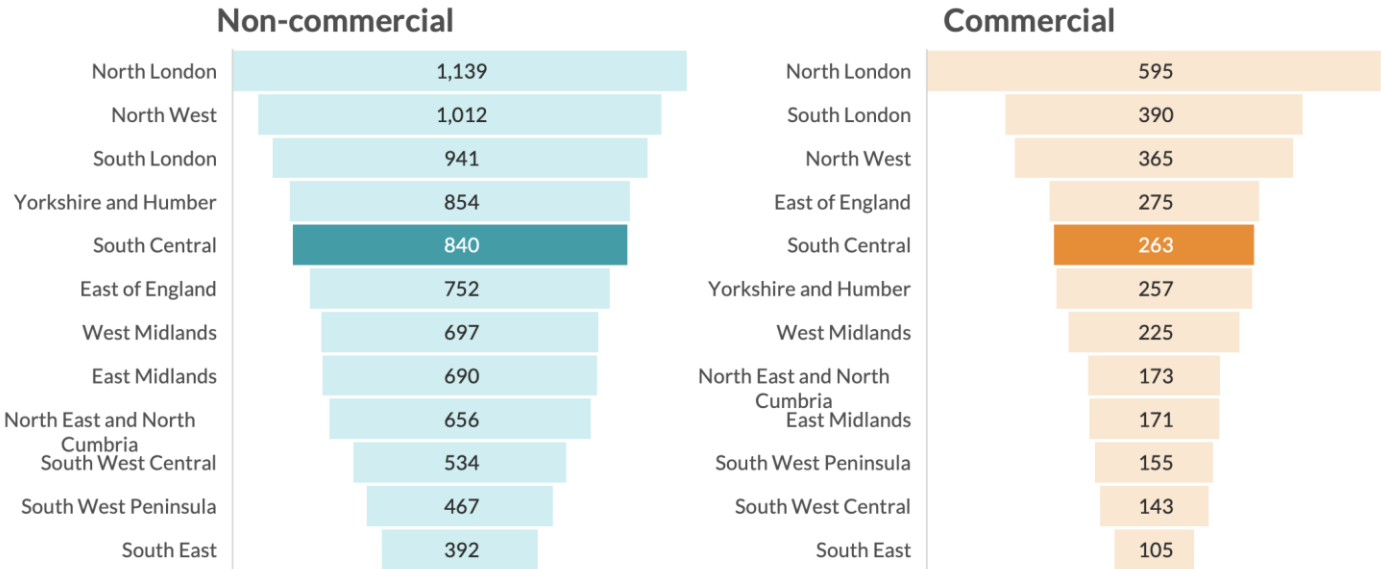 Non-commercial
North London 1,139
North West 1,012
South London 941
Yorkshire and Humber 854
South Central 840
East of England 752
West Midlands 697
East Midlands 690
North East and North 656
Cumbria
South West Central 534
South West Peninsula 467
South East 392
Commercial
North London 595
South London 390
North West 365
East of England 275
South Central 263
Yorkshire and Humber 257
West Midlands 225
North East and North 173
Cumbria
East Midlands 171
South West Peninsula 155
South West Central 143
South East 105